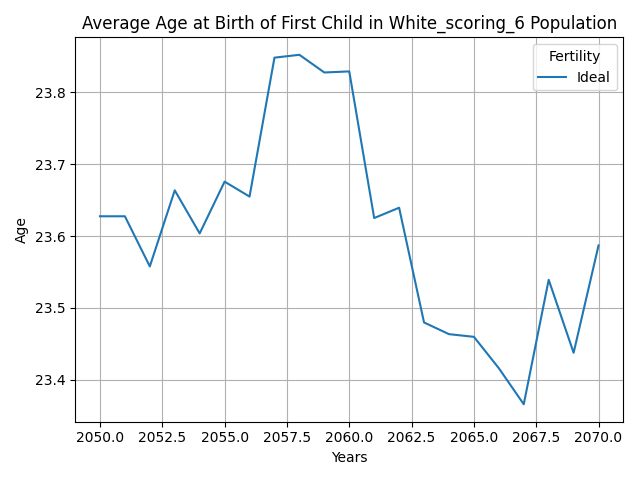 Average Age at Birth of First Child in White_scoring_6 Population
Fertility
Ideal
23.8
23.7
23.6
23.5
23.4
Age
2050.0 2052.5 2055.0 2057.5 2060.0 2062.5 2065.0 2067.5 2070.0
Years